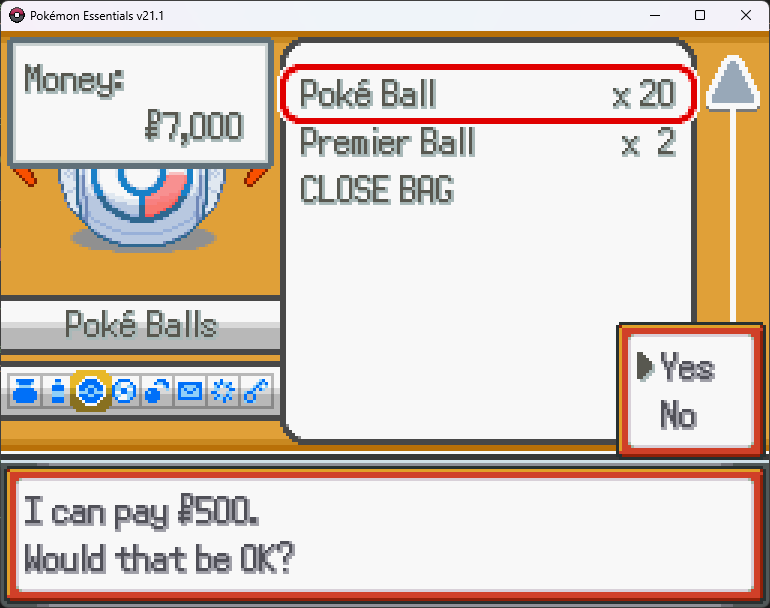 Pokémon Essentials v21.1
Money:
₽7,000
Poké Ball x 20
Premier Ball x 2
CLOSE BAG
Poké Balls
Yes
No
I can pay ₽500.
Would that be OK?